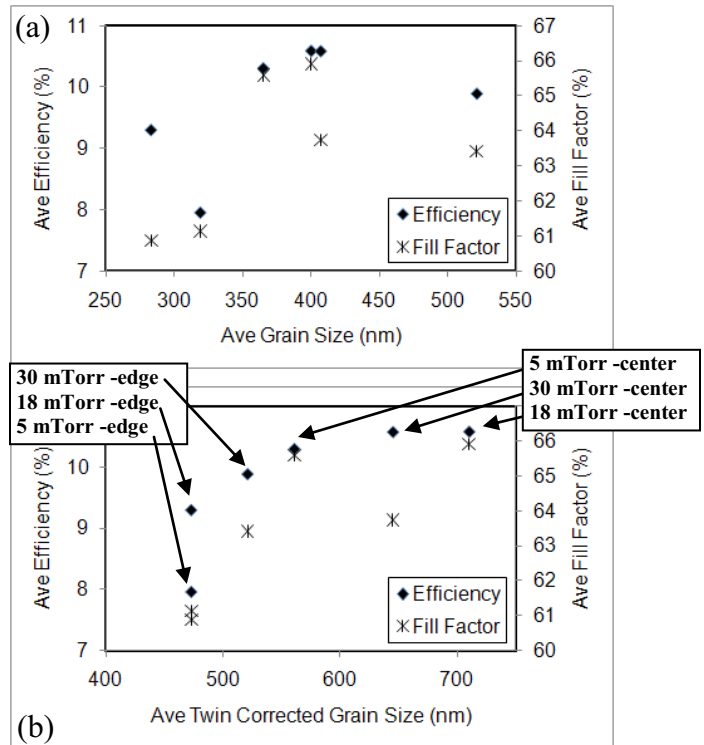 (a)
Ave Efficiency (%)
11
10
9
8
7
Ave Fill Factor (%)
67
66
65
64
63
62
61
60
Efficiency
Fill Factor
250 300 350 400 450 500 550
Ave Grain Size (nm)
30 mTorr -edge
18 mTorr -edge
5 mTorr -edge
5 mTorr -center
30 mTorr -center
18 mTorr -center
Ave Efficiency (%)
10
9
8
7
Ave Fill Factor (%)
66
65
64
63
62
61
60
Efficiency
Fill Factor
400 500 600 700
Ave Twin Corrected Grain Size (nm)
(b)